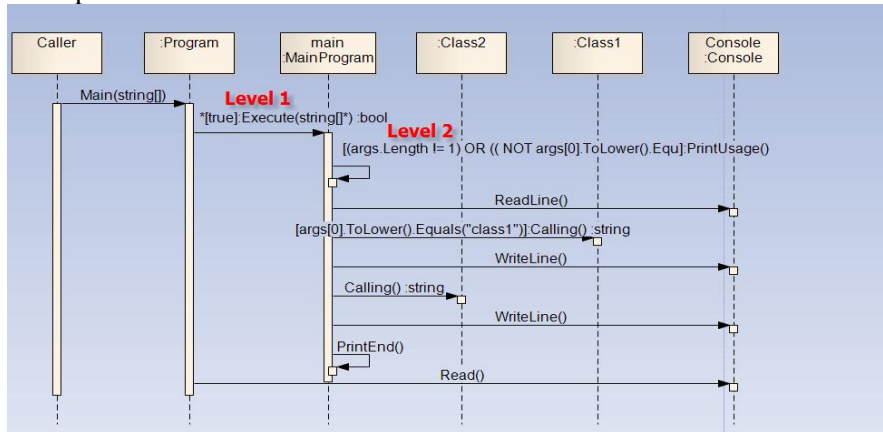 Caller
:Program
main
:MainProgram
:Class2
:Class1
Console
:Console
Main(string[])
Level 1
*[true]:Execute(string[]*) :bool
Level 2
[(args.Length != 1) OR (( NOT args[0].ToLower().Equ]:PrintUsage()
ReadLine()
[args[0].ToLower().Equals("class1")]:Calling() :string
WriteLine()
Calling() :string
WriteLine()
PrintEnd()
Read()